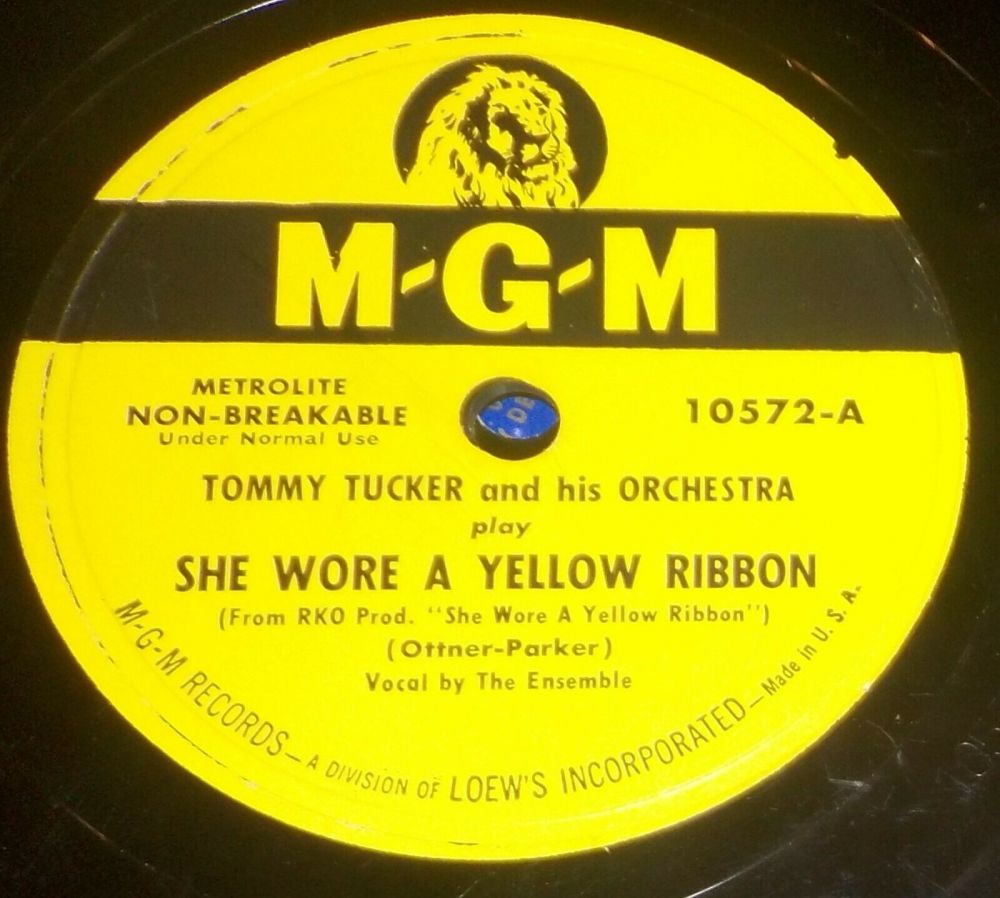 M-G-M
METROLITE
NON-BREAKABLE
Under Normal Use
10572-A
TOMMY TUCKER and his ORCHESTRA
play
SHE WORE A YELLOW RIBBON
(From RKO Prod. "She Wore A Yellow Ribbon")
(Ottner-Parker)
Vocal by The Ensemble
M-G-M RECORDS—A DIVISION OF LOEW'S INCORPORATED—Made in U. S. A.